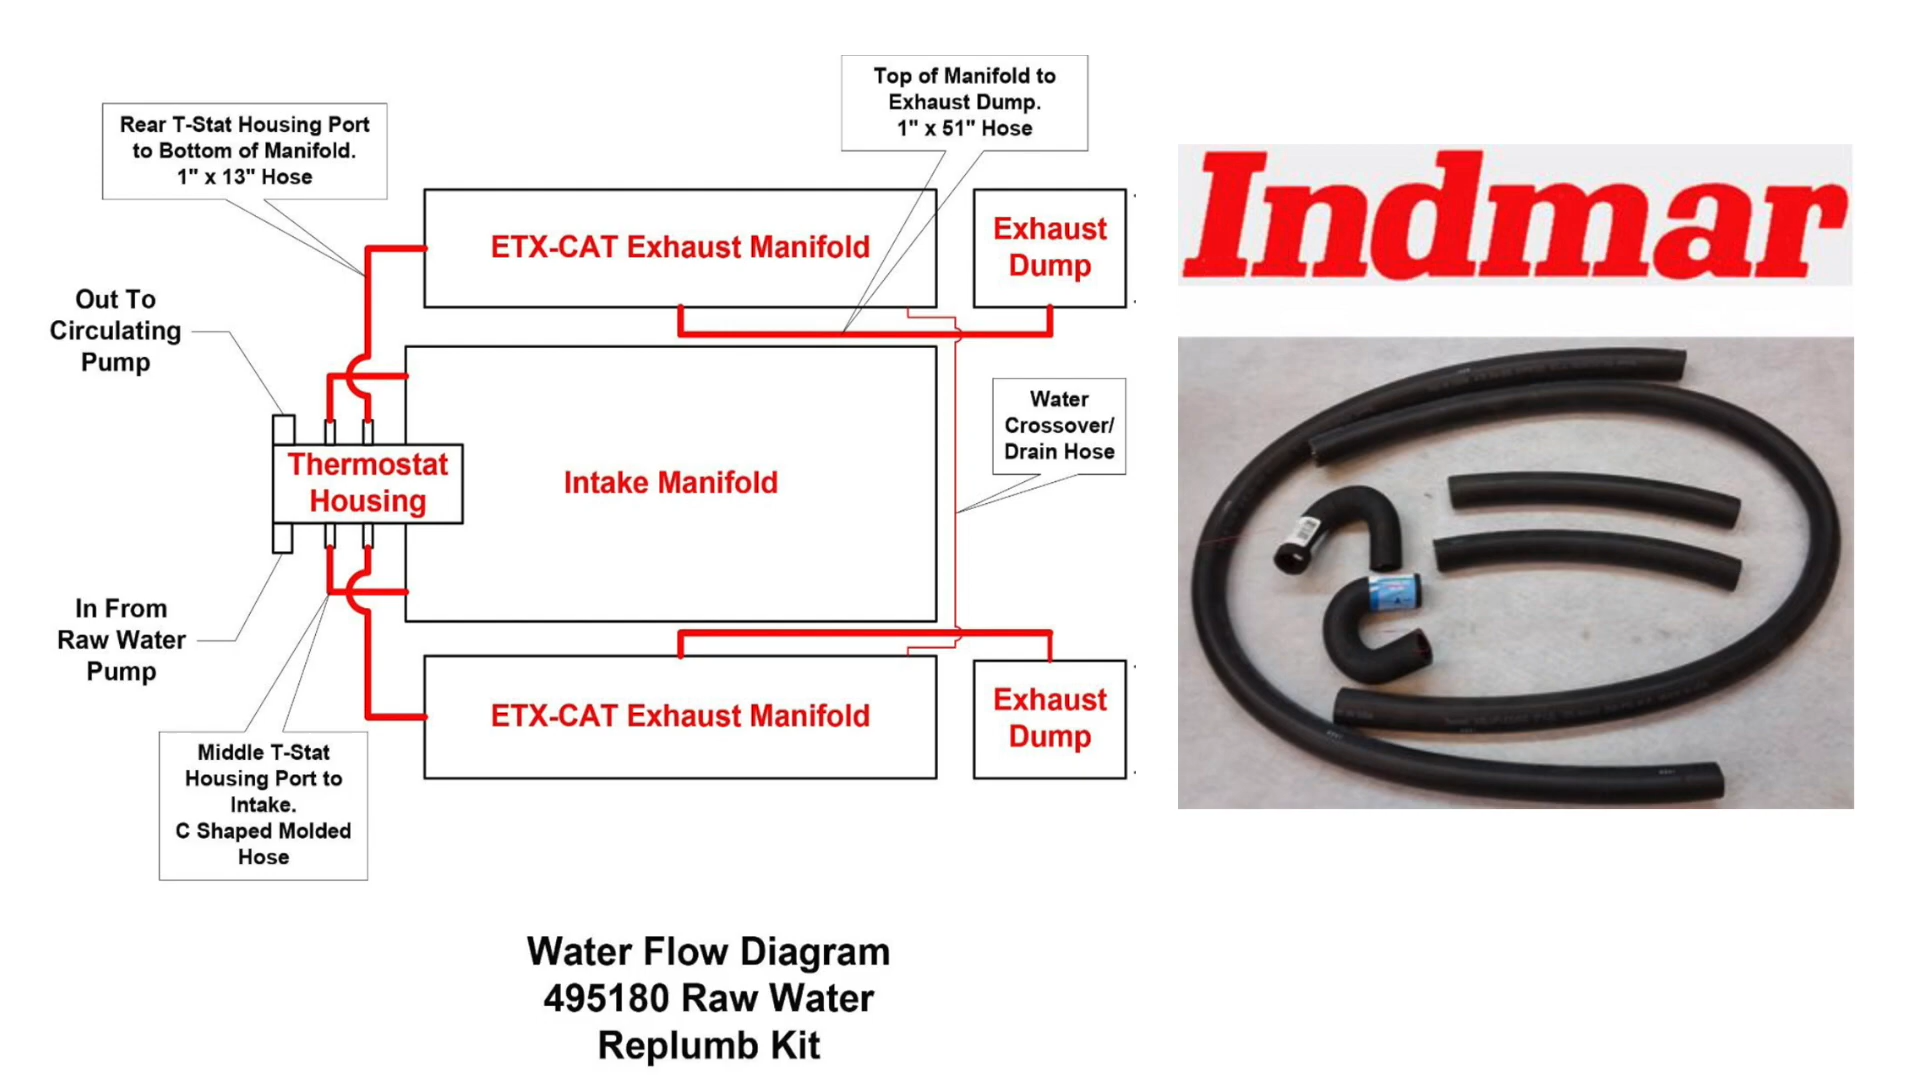 Top of Manifold to
Exhaust Dump.
1" x 51" Hose
Rear T-Stat Housing Port
to Bottom of Manifold.
1" x 13" Hose
Indmar
ETX-CAT Exhaust Manifold
Exhaust
Dump
Out To
Circulating
Pump
Water
Crossover/
Drain Hose
Thermostat
Housing
Intake Manifold
In From
Raw Water
Pump
ETX-CAT Exhaust Manifold
Exhaust
Dump
Middle T-Stat
Housing Port to
Intake.
C Shaped Molded
Hose
Water Flow Diagram
495180 Raw Water
Replumb Kit